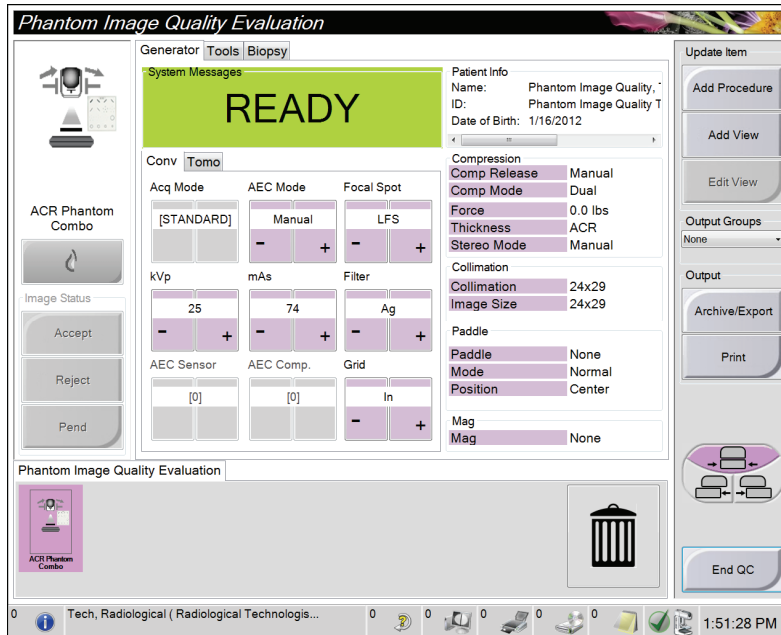 Phantom Image Quality Evaluation
ACR Phantom
Combo
Image Status
Accept
Reject
Pend
Generator Tools Biopsy
System Messages
READY
Conv Tomo
Acq Mode AEC Mode Focal Spot
[STANDARD] Manual LFS
- + - +
kVp mAs Filter
25 74 Ag
- + - + - +
AEC Sensor AEC Comp. Grid
[0] [0] In
- +
Patient Info
Name: Phantom Image Quality,
ID: Phantom Image Quality T
Date of Birth: 1/16/2012
Compression
Comp Release Manual
Comp Mode Dual
Force 0.0 lbs
Thickness ACR
Stereo Mode Manual
Collimation
Collimation 24x29
Image Size 24x29
Paddle
Paddle None
Mode Normal
Position Center
Mag
Mag None
Update Item
Add Procedure
Add View
Edit View
Output Groups
None
Output
Archive/Export
Print
End QC
Phantom Image Quality Evaluation
ACR Phantom
Combo
0 Tech, Radiological ( Radiological Technologis... 0 0 0 0 0 1:51:28 PM